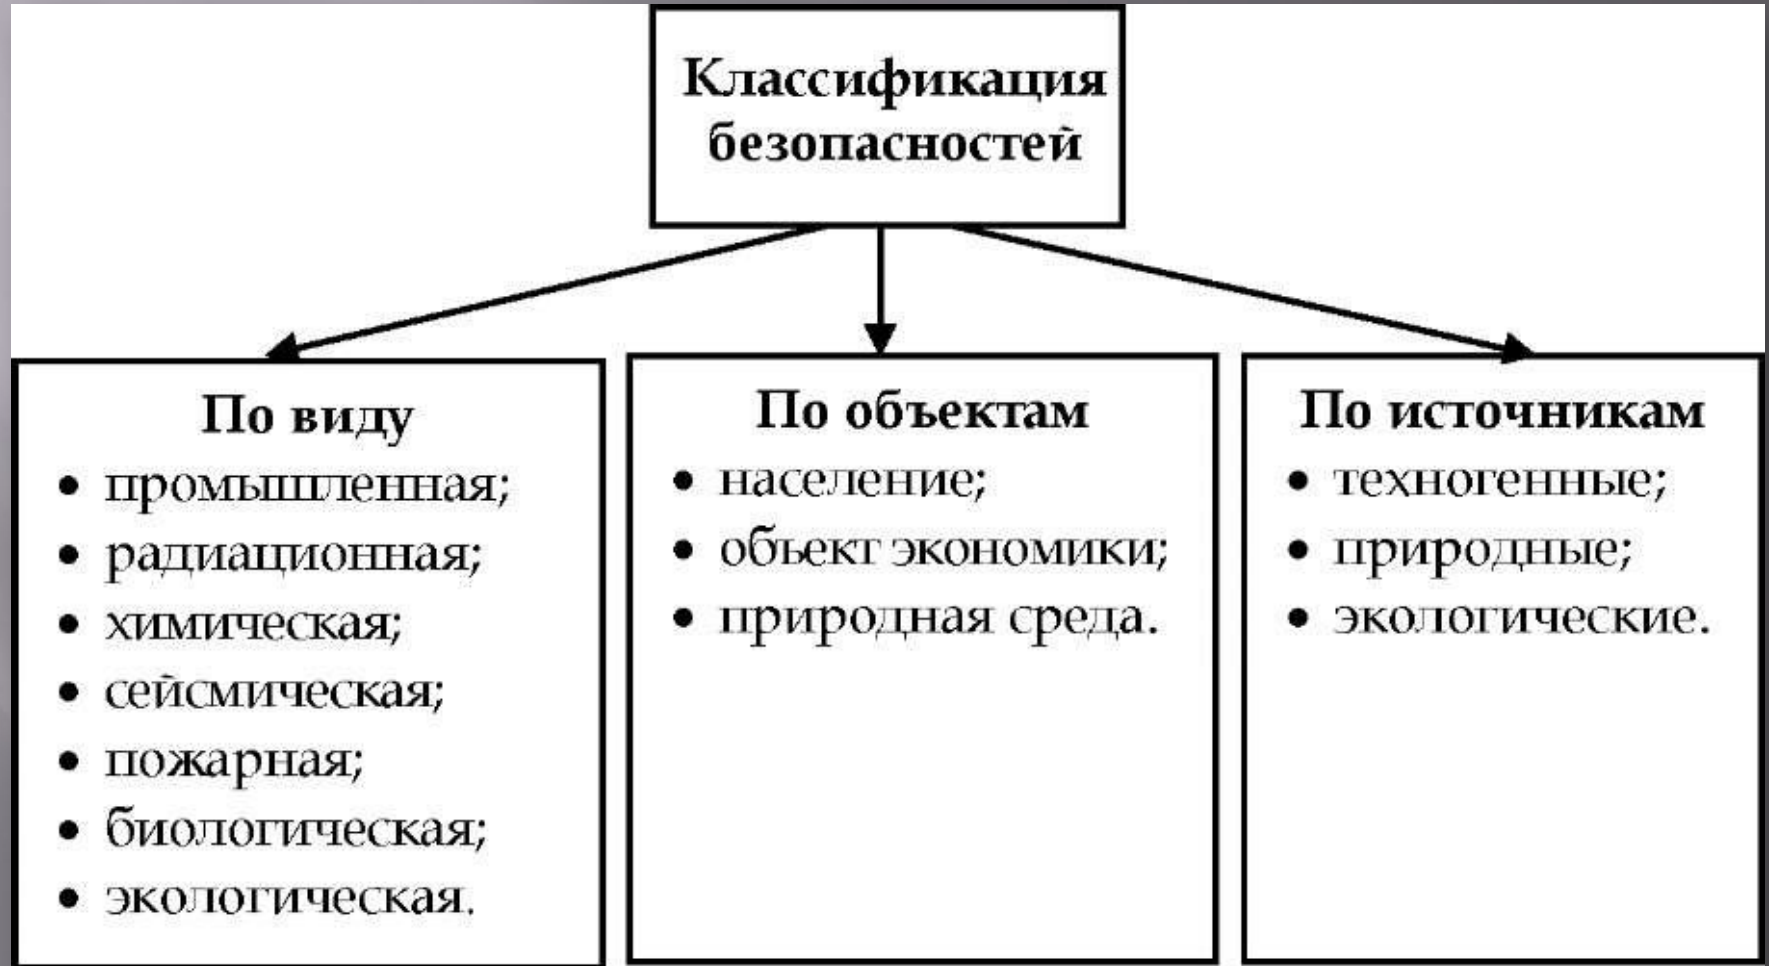 Классификация
безопасностей
По виду
• промышленная;
• радиационная;
• химическая;
• сейсмическая;
• пожарная;
• биологическая;
• экологическая.
По объектам
• население;
• объект экономики;
• природная среда.
По источникам
• техногенные;
• природные;
• экологические.